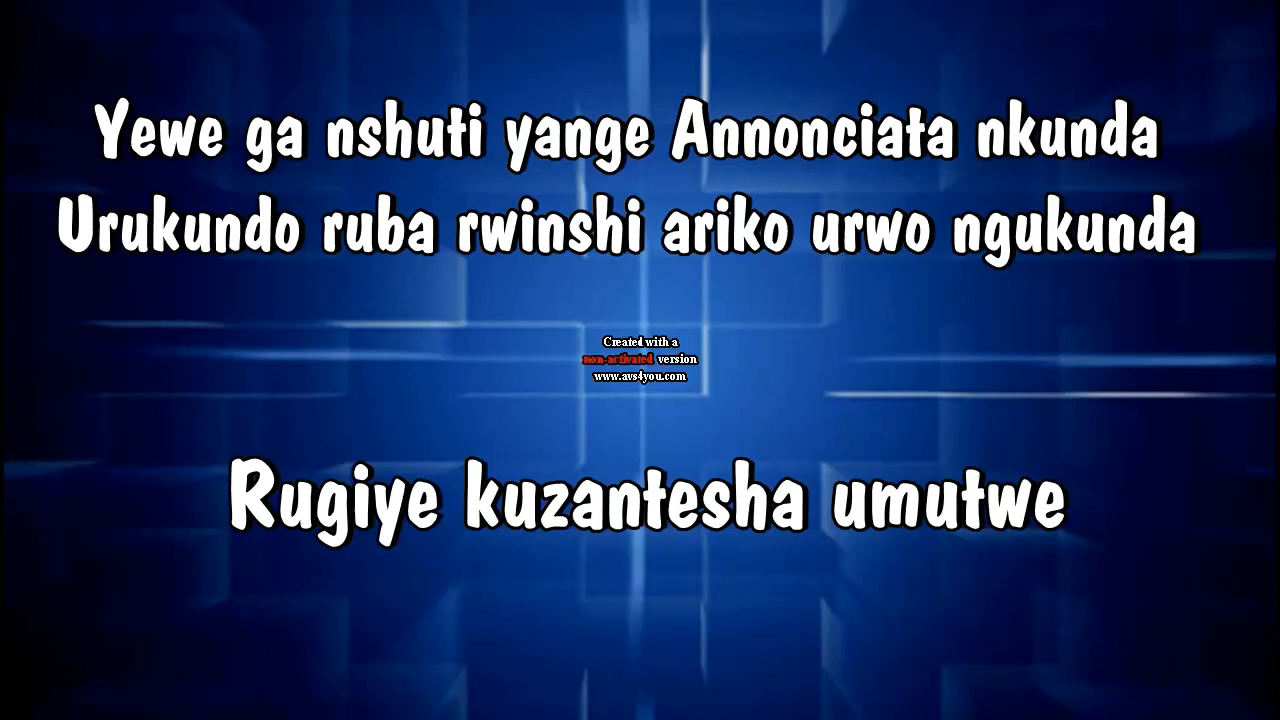 Yewe ga nshuti yange Annonciata nkunda
Urukundo ruba rwinshi ariko urwo ngukunda
Created with a
non-activated version
www.avs4you.com
Rugiye kuzantesha umutwe